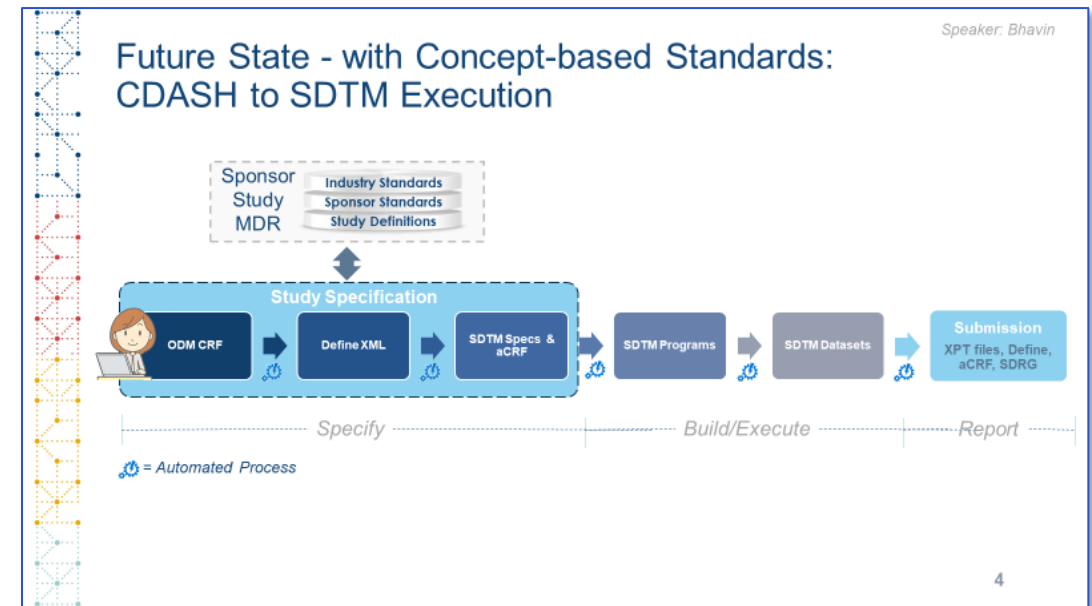 Speaker: Bhavin
Future State - with Concept-based Standards:
CDASH to SDTM Execution
Sponsor
Study
MDR
Industry Standards
Sponsor Standards
Study Definitions
Study Specification
ODM CRF
Define XML
SDTM Specs &
aCRF
SDTM Programs
SDTM Datasets
Submission
XPT files, Define,
aCRF, SDRG
Specify
Build/Execute
Report
= Automated Process
4